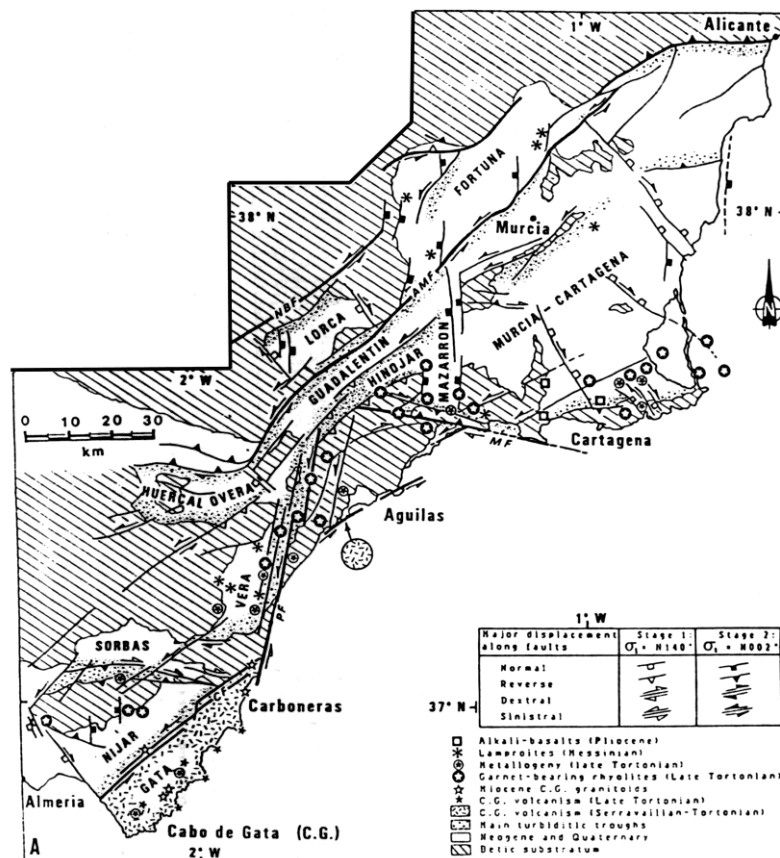 1° W
Alicante
FORTUNA
38° N
38° N
Murcia
NBF
AMF
LORCA
MURCIA - CARTAGENA
GUADALENTIN
HINOJAR
MAZARRON
2° W
0 10 20 30
km
Cartagena
MF
HUERCAL OVERA
N
Aguilas
VERA
PF
SORBAS
Carboneras
NIJAR
GATA
Almeria
A
Cabo de Gata (C.G.)
2° W
1° W
37° N
Major displacement along faults
Stage 1: σ1 = N140°
Stage 2: σ1 = N002°
Normal
Reverse
Dextral
Sinistral
Alkali-basalts (Pliocene)
Lamproites (Messinian)
Metallogeny (late Tortonian)
Garnet-bearing rhyolites (Late Tortonian)
Miocene C.G. granitoids
C.G. volcanism (Late Tortonian)
C.G. volcanism (Serravallian-Tortonian)
Main turbiditic troughs
Neogene and Quaternary
Betic substratum